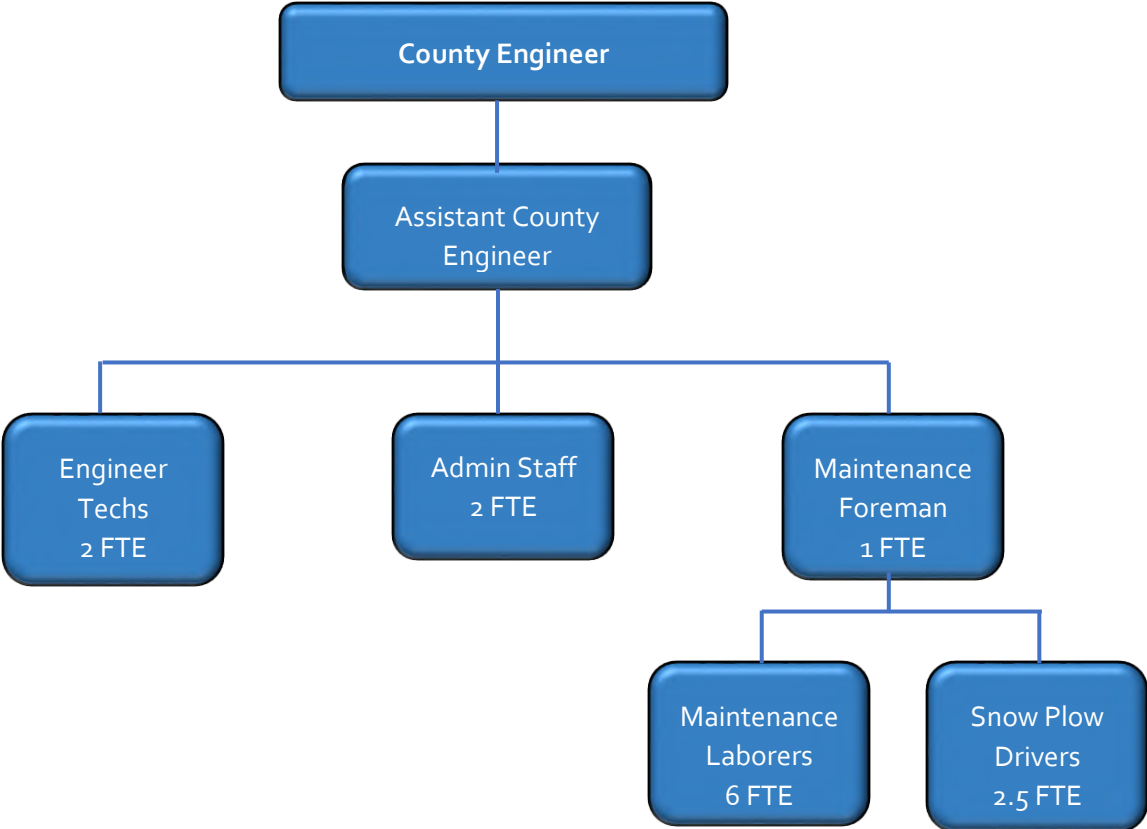 County Engineer
Assistant County
Engineer
Engineer
Techs
2 FTE
Admin Staff
2 FTE
Maintenance
Foreman
1 FTE
Maintenance
Laborers
6 FTE
Snow Plow
Drivers
2.5 FTE